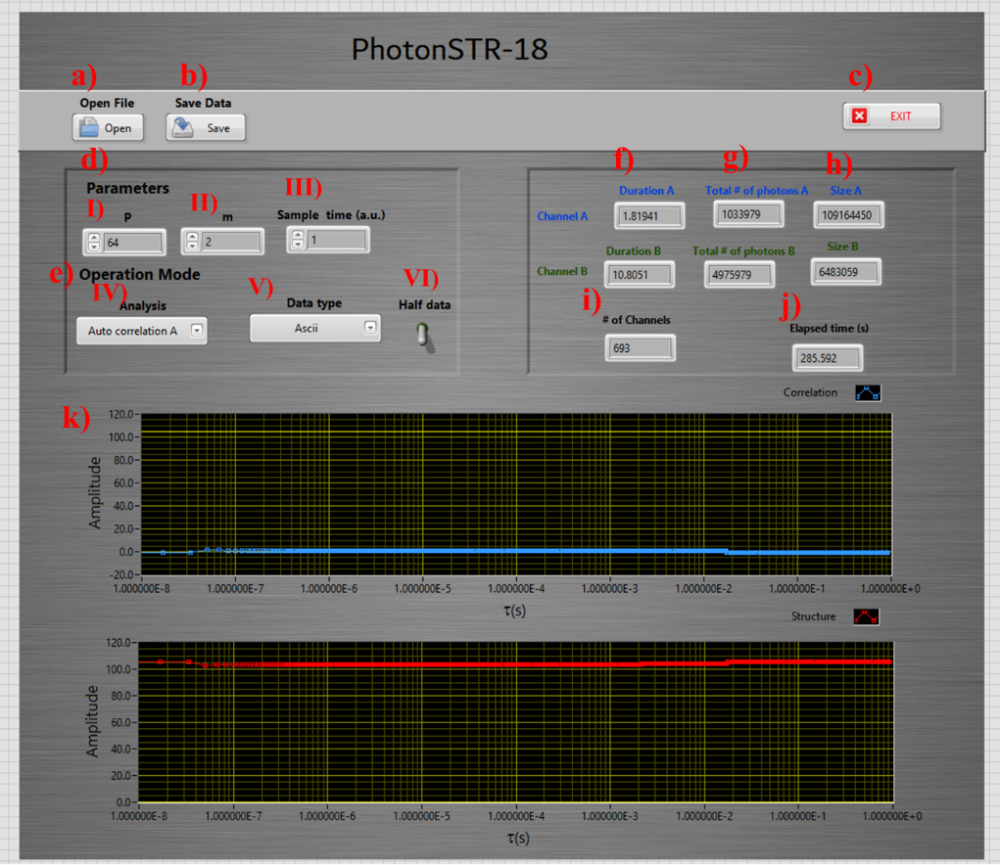 PhotonSTR-18
a) b) c)
Open File Save Data
Open Save EXIT
d) f) g) h)
Parameters III) Duration A Total # of photons A Size A
I) P II) m Sample time (a.u.) Channel A 1.81941 1033979 109164450
64 2 1
e) Operation Mode Duration B Total # of photons B Size B
IV) V) VI) Channel B 10.8051 4975979 6483059
Analysis Data type Half data i) # of Channels j) Elapsed time (s)
Auto correlation A Ascii 693 285.592
Correlation
k)
120.0
100.0
80.0
60.0
40.0
20.0
0.0
-20.0
Amplitude
1.000000E-8 1.000000E-7 1.000000E-6 1.000000E-5 1.000000E-4 1.000000E-3 1.000000E-2 1.000000E-1 1.000000E+0
τ(s)
Structure
120.0
100.0
80.0
60.0
40.0
20.0
0.0
Amplitude
1.000000E-8 1.000000E-7 1.000000E-6 1.000000E-5 1.000000E-4 1.000000E-3 1.000000E-2 1.000000E-1 1.000000E+0
τ(s)